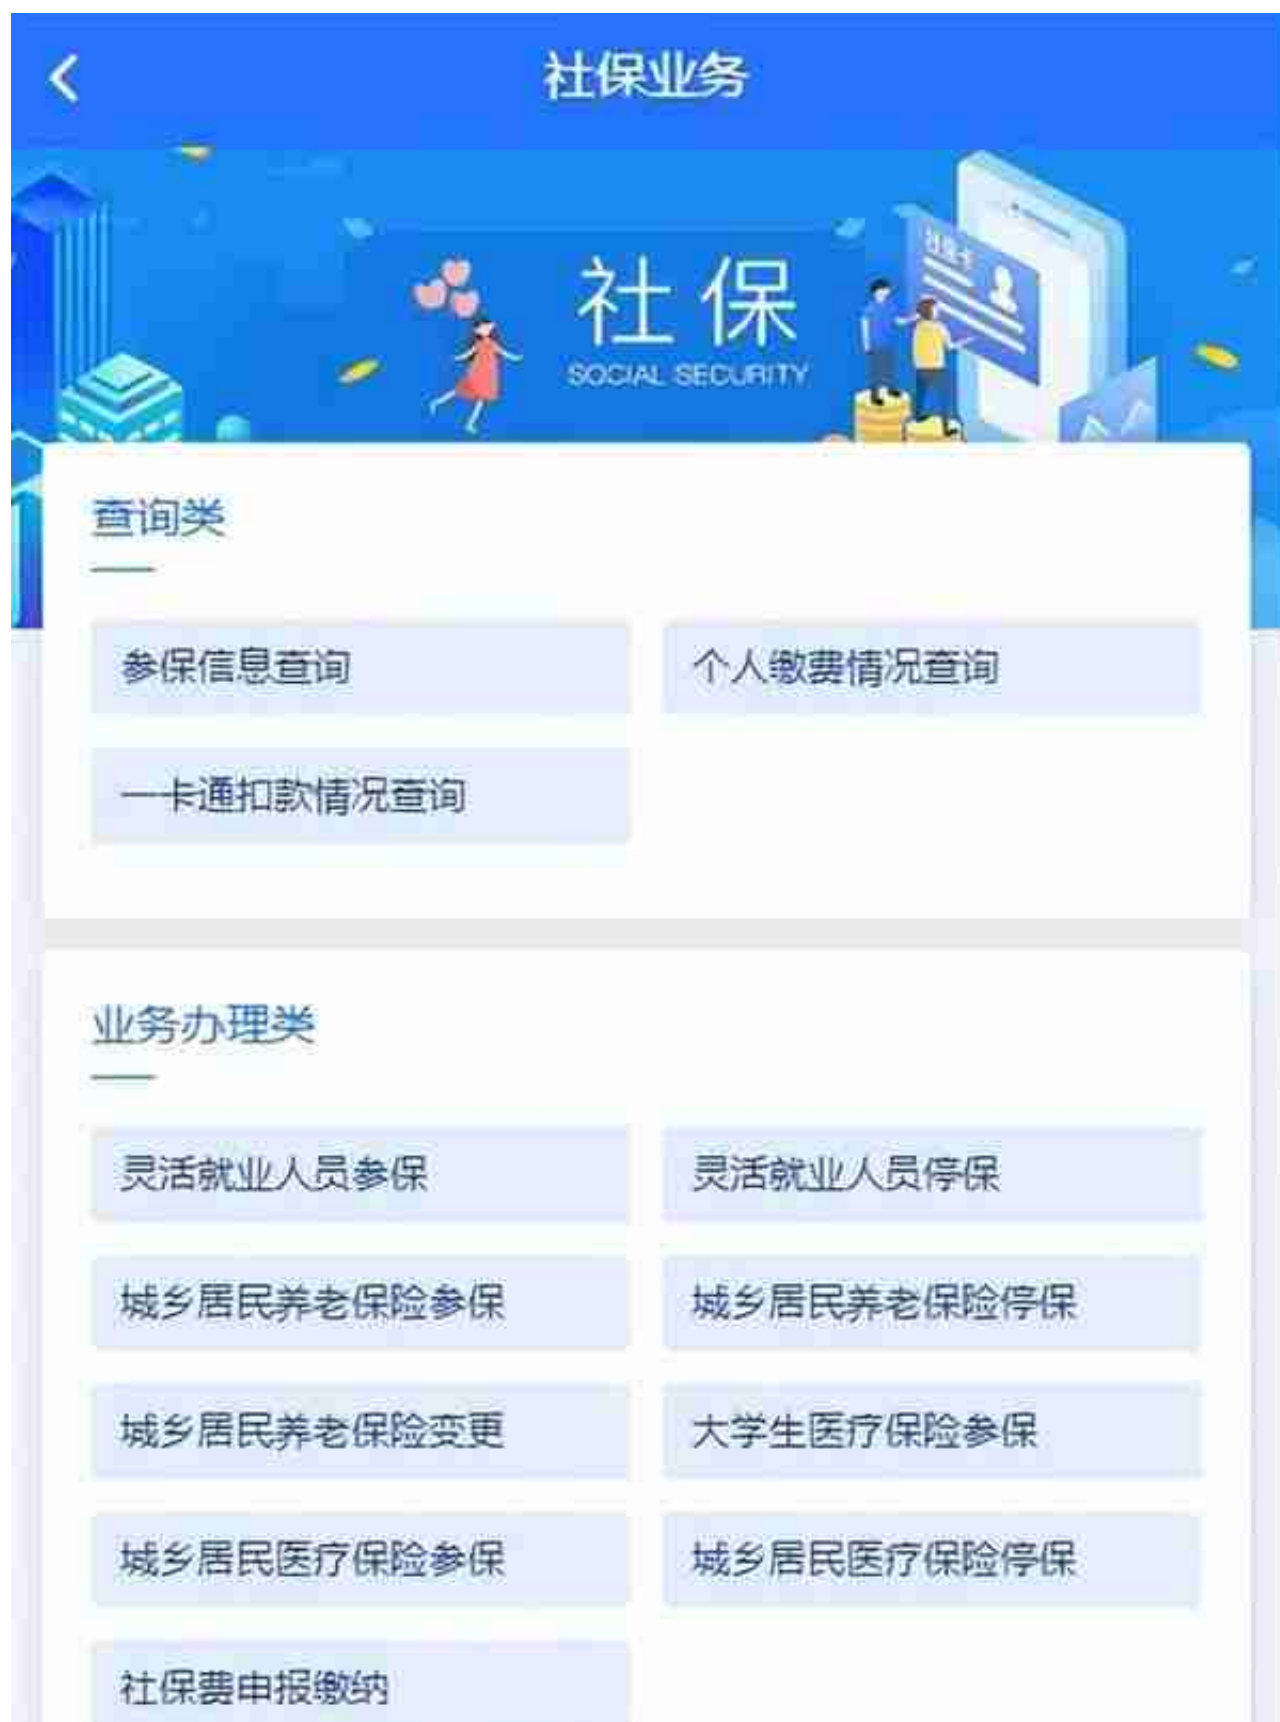 社保业务
社保卡
社保
SOCIAL SECURITY
查询类
参保信息查询
个人缴费情况查询
一卡通扣款情况查询
业务办理类
灵活就业人员参保
灵活就业人员停保
城乡居民养老保险参保
城乡居民养老保险停保
城乡居民养老保险变更
大学生医疗保险参保
城乡居民医疗保险参保
城乡居民医疗保险停保
社保费申报缴纳